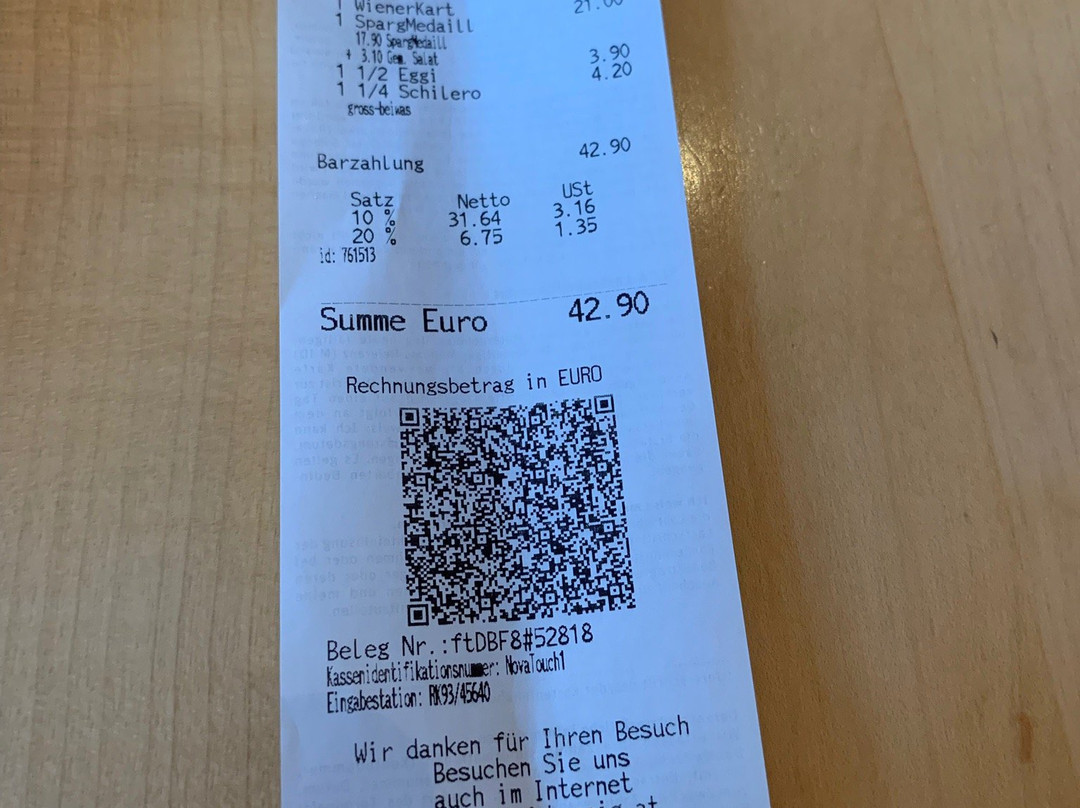 1 WienerKart
1 SpargMedaill 21.00
17.90 SpargMedaill
+ 3.10 Gem. Salat
1 1/2 Eggi 3.90
1 1/4 Schilero 4.20
gross-beiwas
Barzahlung 42.90
Satz Netto USt
10 % 31.64 3.16
20 % 6.75 1.35
id: 761513
Summe Euro 42.90
Rechnungsbetrag in EURO
Beleg Nr.:ftDBF8#52818
Kassenidentifikationsnummer: NovaTouch1
Eingabestation: RK93/45640
Wir danken für Ihren Besuch
Besuchen Sie uns
auch im Internet